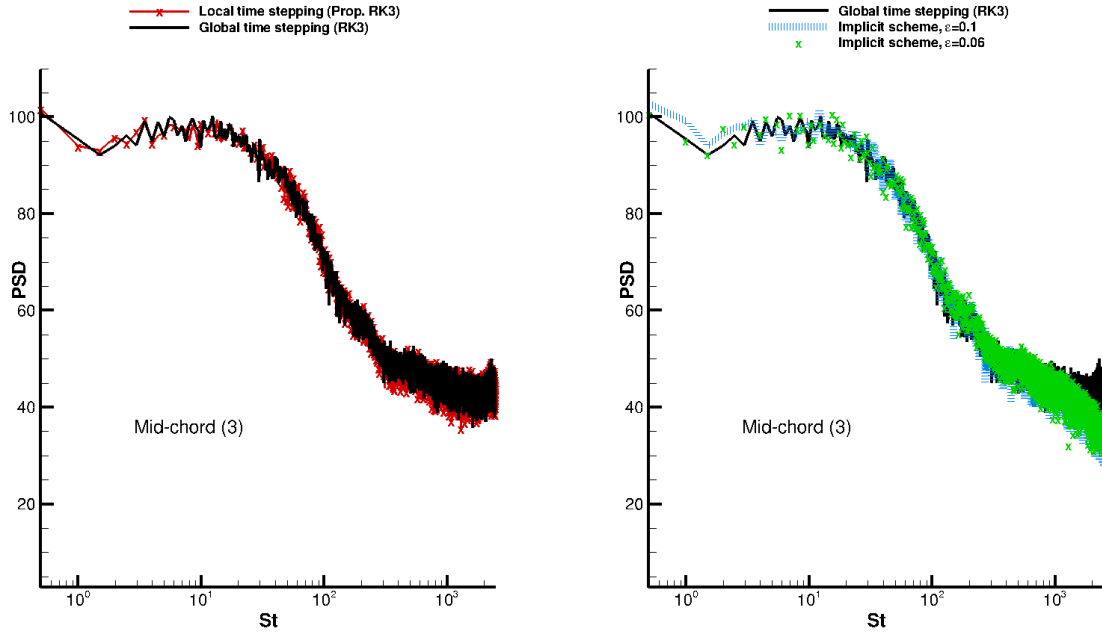 Local time stepping (Prop. RK3)
Global time stepping (RK3)
PSD
100
80
60
40
20
Mid-chord (3)
10⁰
10¹
10²
10³
St
Global time stepping (RK3)
Implicit scheme, ε=0.1
Implicit scheme, ε=0.06
PSD
100
80
60
40
20
Mid-chord (3)
10⁰
10¹
10²
10³
St